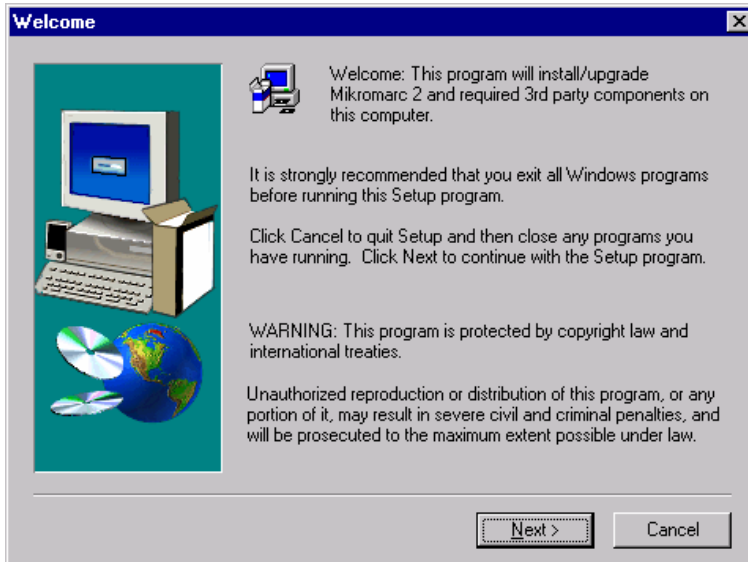 Welcome
Welcome: This program will install/upgrade
Mikromarc 2 and required 3rd party components on
this computer.
It is strongly recommended that you exit all Windows programs
before running this Setup program.
Click Cancel to quit Setup and then close any programs you
have running.  Click Next to continue with the Setup program.
WARNING: This program is protected by copyright law and
international treaties.
Unauthorized reproduction or distribution of this program, or any
portion of it, may result in severe civil and criminal penalties, and
will be prosecuted to the maximum extent possible under law.
Next >
Cancel